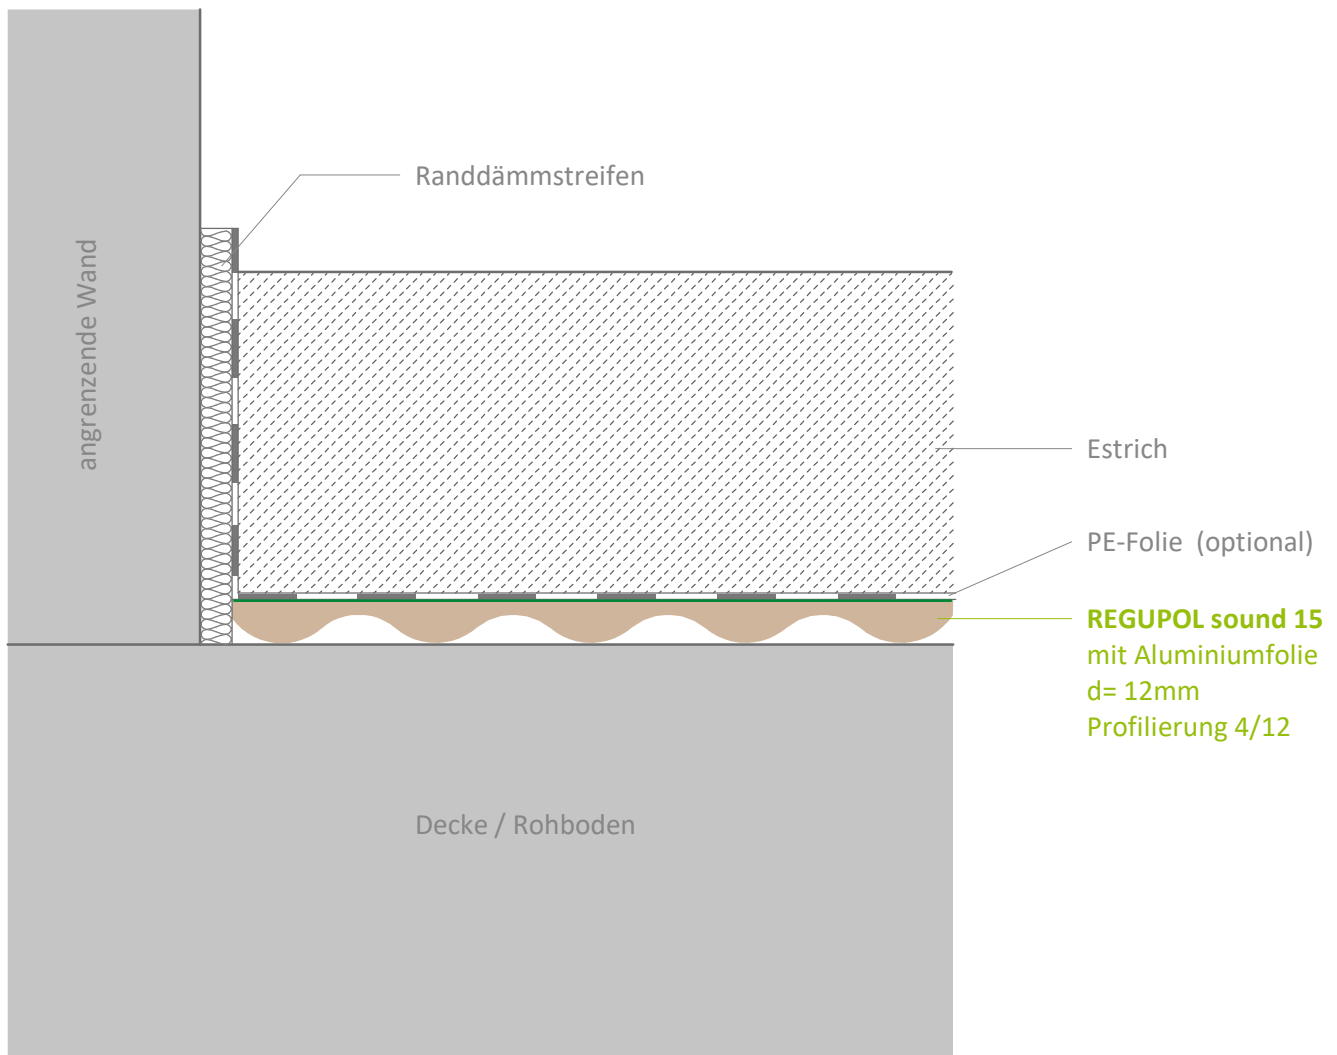 Randdämmstreifen
angrenzende Wand
Estrich
PE-Folie (optional)
REGUPOL sound 15
mit Aluminiumfolie
d= 12mm
Profilierung 4/12
Decke / Rohboden